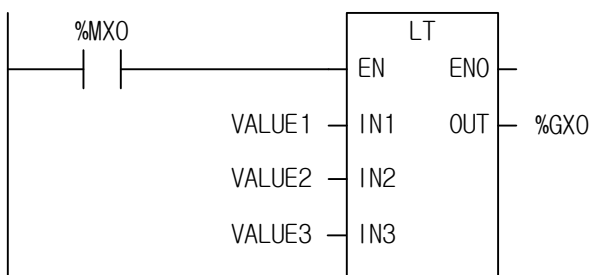 %MX0
LT
EN ENO
VALUE1 IN1 OUT %GX0
VALUE2 IN2
VALUE3 IN3